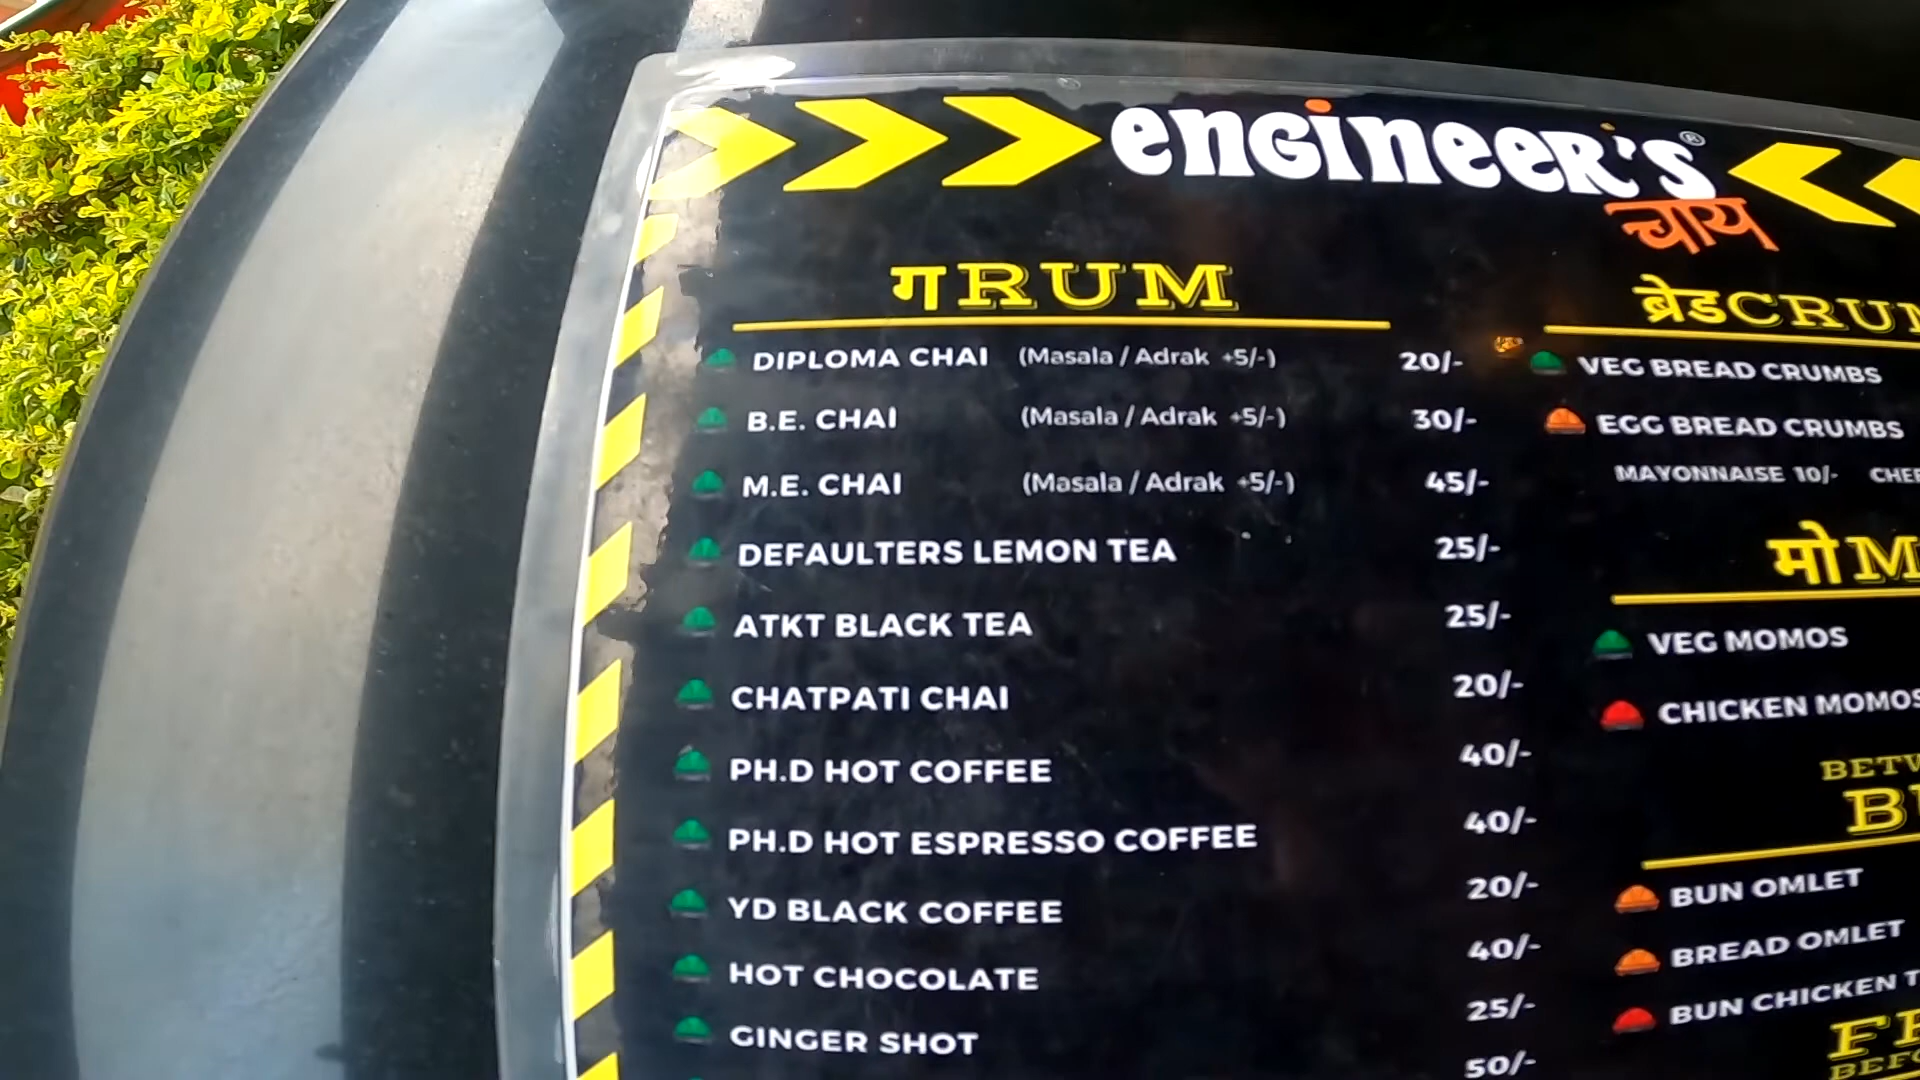 engineer's®
चाय
गRUM
DIPLOMA CHAI (Masala / Adrak +5/-) 20/-
B.E. CHAI (Masala / Adrak +5/-) 30/-
M.E. CHAI (Masala / Adrak +5/-) 45/-
DEFAULTERS LEMON TEA 25/-
ATKT BLACK TEA 25/-
CHATPATI CHAI 20/-
PH.D HOT COFFEE 40/-
PH.D HOT ESPRESSO COFFEE 40/-
YD BLACK COFFEE 20/-
HOT CHOCOLATE 40/-
GINGER SHOT 25/-
50/-
ब्रेडCRUM
VEG BREAD CRUMBS
EGG BREAD CRUMBS
MAYONNAISE 10/-
मोM
VEG MOMOS
CHICKEN MOMOS
BUN OMLET
BREAD OMLET
BUN CHICKEN